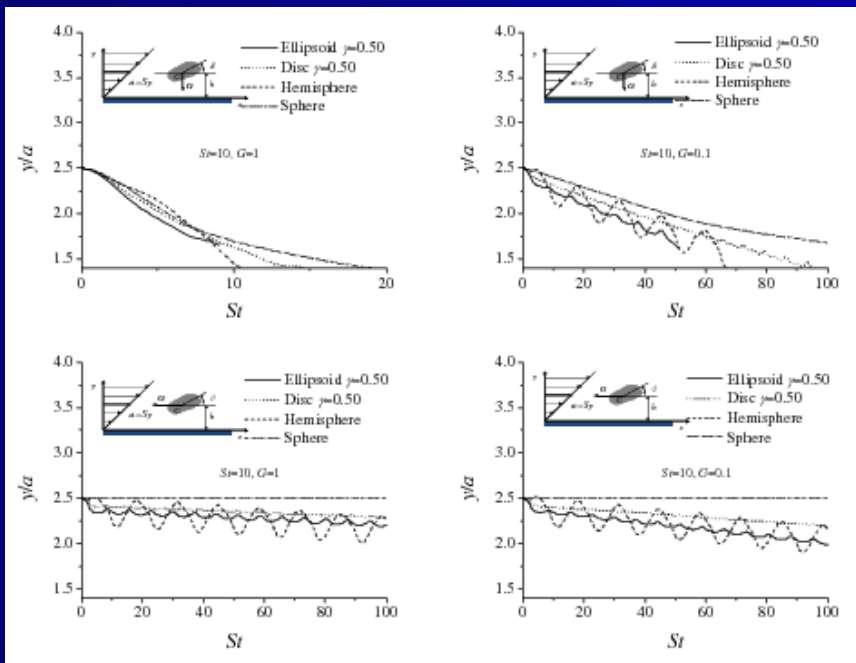 4.0
3.5
3.0
2.5
2.0
1.5
y/a
Ellipsoid γ=0.50
Disc γ=0.50
Hemisphere
Sphere
u=Sy
G
St=10, G=1
0 10 20
St
4.0
3.5
3.0
2.5
2.0
1.5
y/a
Ellipsoid γ=0.50
Disc γ=0.50
Hemisphere
Sphere
u=Sy
G
St=10, G=0.1
0 20 40 60 80 100
St
4.0
3.5
3.0
2.5
2.0
1.5
y/a
Ellipsoid γ=0.50
Disc γ=0.50
Hemisphere
Sphere
u=Sy
G
St=10, G=1
0 20 40 60 80 100
St
4.0
3.5
3.0
2.5
2.0
1.5
y/a
Ellipsoid γ=0.50
Disc γ=0.50
Hemisphere
Sphere
u=Sy
G
St=10, G=0.1
0 20 40 60 80 100
St